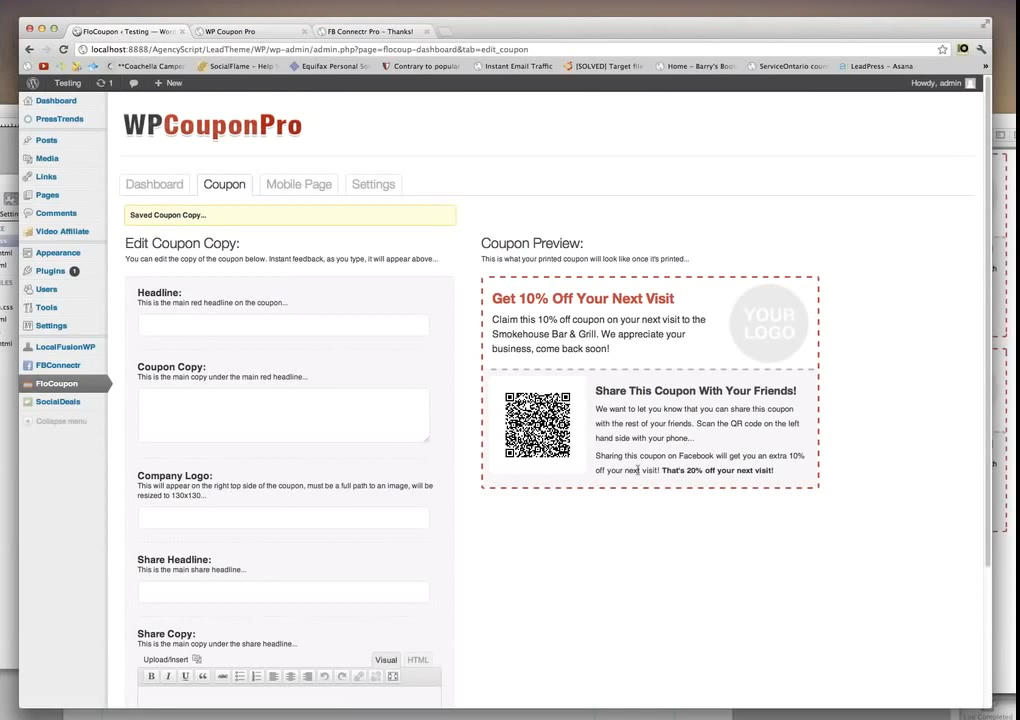 FloCoupon ‹ Testing — Wor
WP Coupon Pro
FB Connectr Pro – Thanks!
localhost:8888/AgencyScript/LeadTheme/WP/wp-admin/admin.php?page=flocoup-dashboard&tab=edit_coupon
**Coachella Camper
SocialFlame – Help
Equifax Personal So
Contrary to popular
Instant Email Traffic
[SOLVED] Target file
Home – Barry's Boo
ServiceOntario cou
LeadPress – Asana
»
Testing
1
+ New
Howdy, admin
Dashboard
PressTrends
Posts
Media
Links
Pages
Comments
Video Affiliate
Appearance
Plugins 1
Users
Tools
Settings
LocalFusionWP
FBConnectr
FloCoupon
SocialDeals
Collapse menu
WPCouponPro
Dashboard
Coupon
Mobile Page
Settings
Saved Coupon Copy...
Edit Coupon Copy:
You can edit the copy of the coupon below. Instant feedback, as you type, it will appear above...
Headline:
This is the main red headline on the coupon...
Coupon Copy:
This is the main copy under the main red headline...
Company Logo:
This will appear on the right top side of the coupon, must be a full path to an image, will be
resized to 130x130...
Share Headline:
This is the main share headline...
Share Copy:
This is the main copy under the share headline...
Upload/Insert
Visual
HTML
B I U
ABC
Coupon Preview:
This is what your printed coupon will look like once it's printed...
Get 10% Off Your Next Visit
Claim this 10% off coupon on your next visit to the
Smokehouse Bar & Grill. We appreciate your
business, come back soon!
YOUR
LOGO
Share This Coupon With Your Friends!
We want to let you know that you can share this coupon
with the rest of your friends. Scan the QR code on the left
hand side with your phone...
Sharing this coupon on Facebook will get you an extra 10%
off your next visit! That's 20% off your next visit!